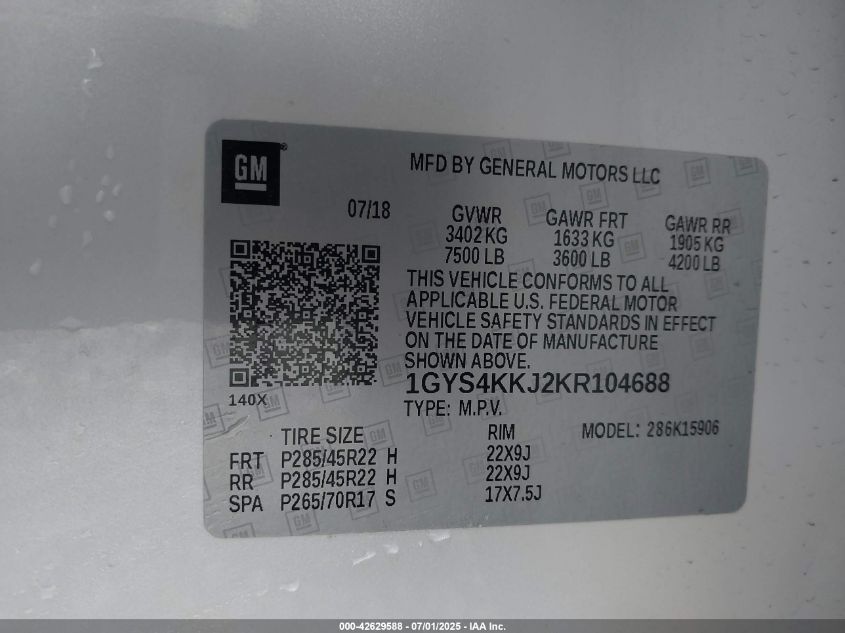 GM
MFD BY GENERAL MOTORS LLC
07/18
GVWR GAWR FRT GAWR RR
3402 KG 1633 KG 1905 KG
7500 LB 3600 LB 4200 LB
THIS VEHICLE CONFORMS TO ALL
APPLICABLE U.S. FEDERAL MOTOR
VEHICLE SAFETY STANDARDS IN EFFECT
ON THE DATE OF MANUFACTURE
SHOWN ABOVE.
1GYS4KKJ2KR104688
140X
TYPE: M.P.V.
TIRE SIZE RIM MODEL: 286K15906
FRT P285/45R22 H 22X9J
RR P285/45R22 H 22X9J
SPA P265/70R17 S 17X7.5J
000-42629588 - 07/01/2025 - IAA Inc.